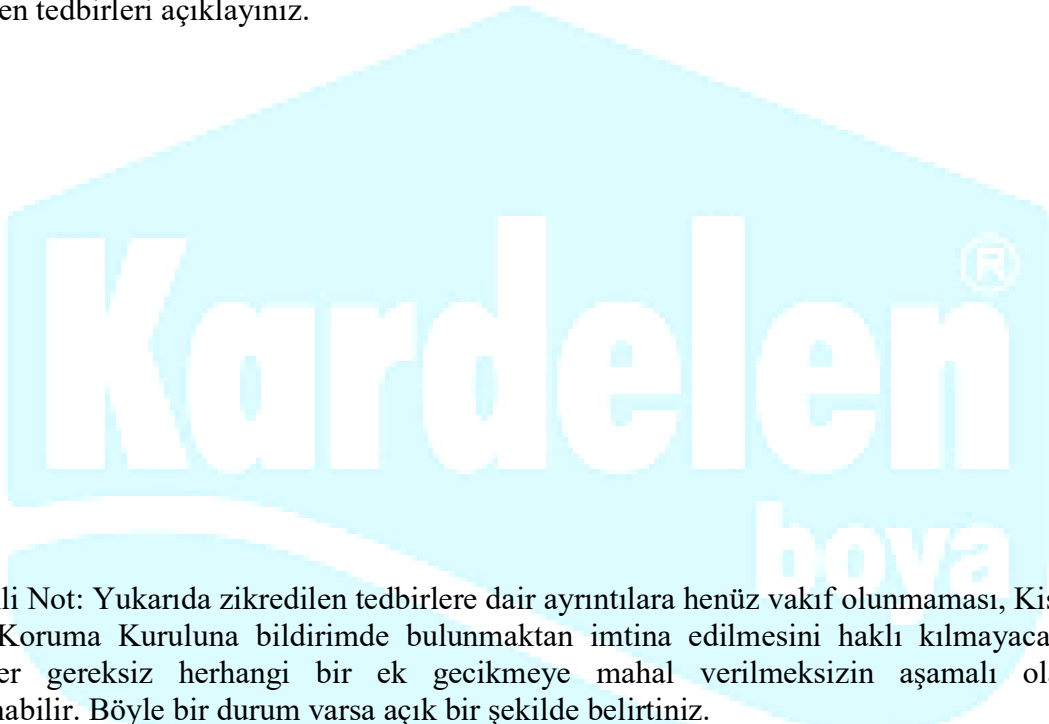 en tedbirleri açıklayınız.
Kardelen ®
boya
li Not: Yukarıda zikredilen tedbirlere dair ayrıntılara henüz vakıf olunmaması, Kiş
Koruma Kuruluna bildirimde bulunmaktan imtina edilmesini haklı kılmayaca
er gereksiz herhangi bir ek gecikmeye mahal verilmeksizin aşamalı ola
nabilir. Böyle bir durum varsa açık bir şekilde belirtiniz.